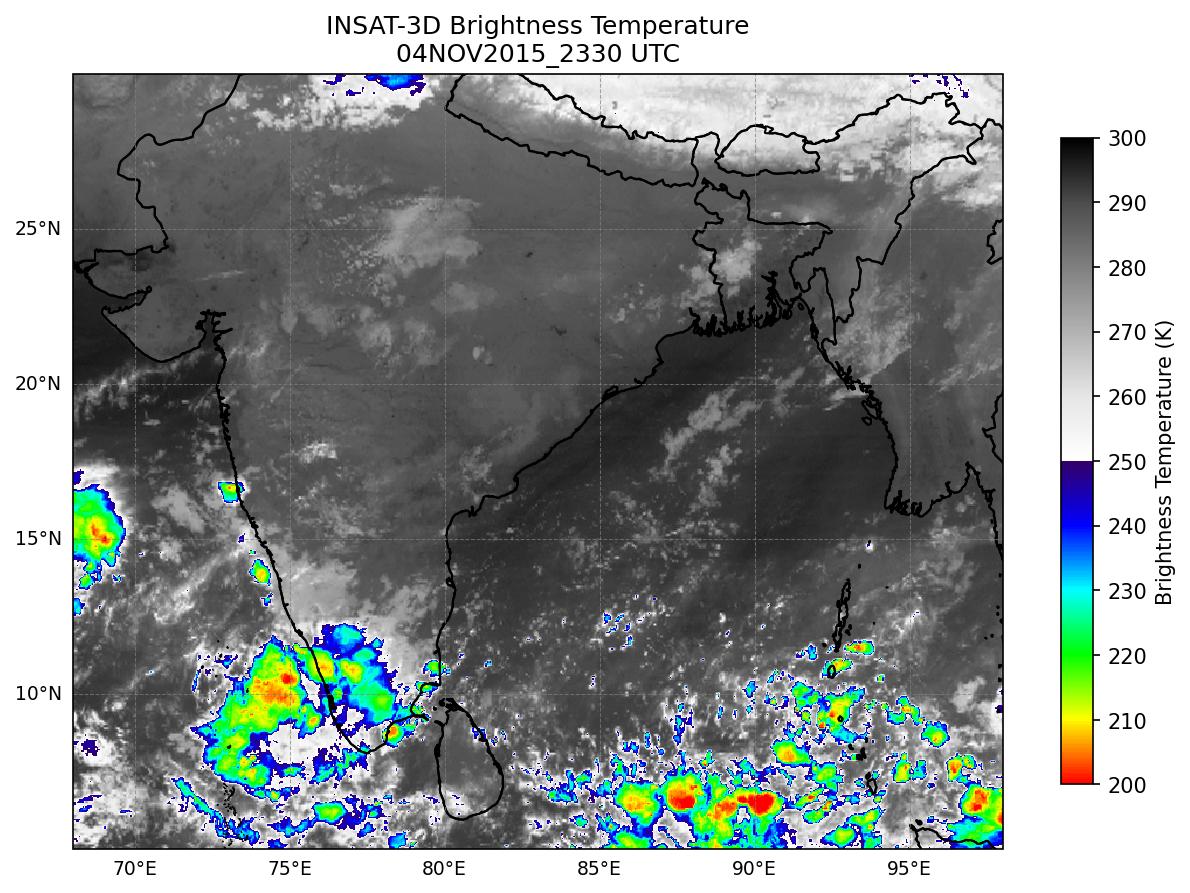 INSAT-3D Brightness Temperature
04NOV2015_2330 UTC
25°N
20°N
15°N
10°N
70°E
75°E
80°E
85°E
90°E
95°E
300
290
280
270
260
250
240
230
220
210
200
Brightness Temperature (K)